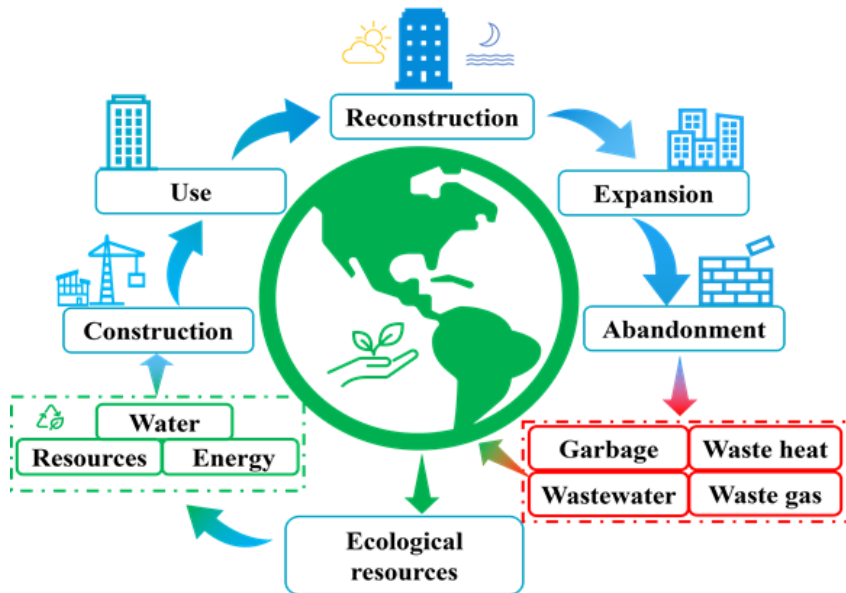 Reconstruction
Use
Expansion
Construction
Abandonment
Water
Resources
Energy
Garbage
Waste heat
Wastewater
Waste gas
Ecological
resources